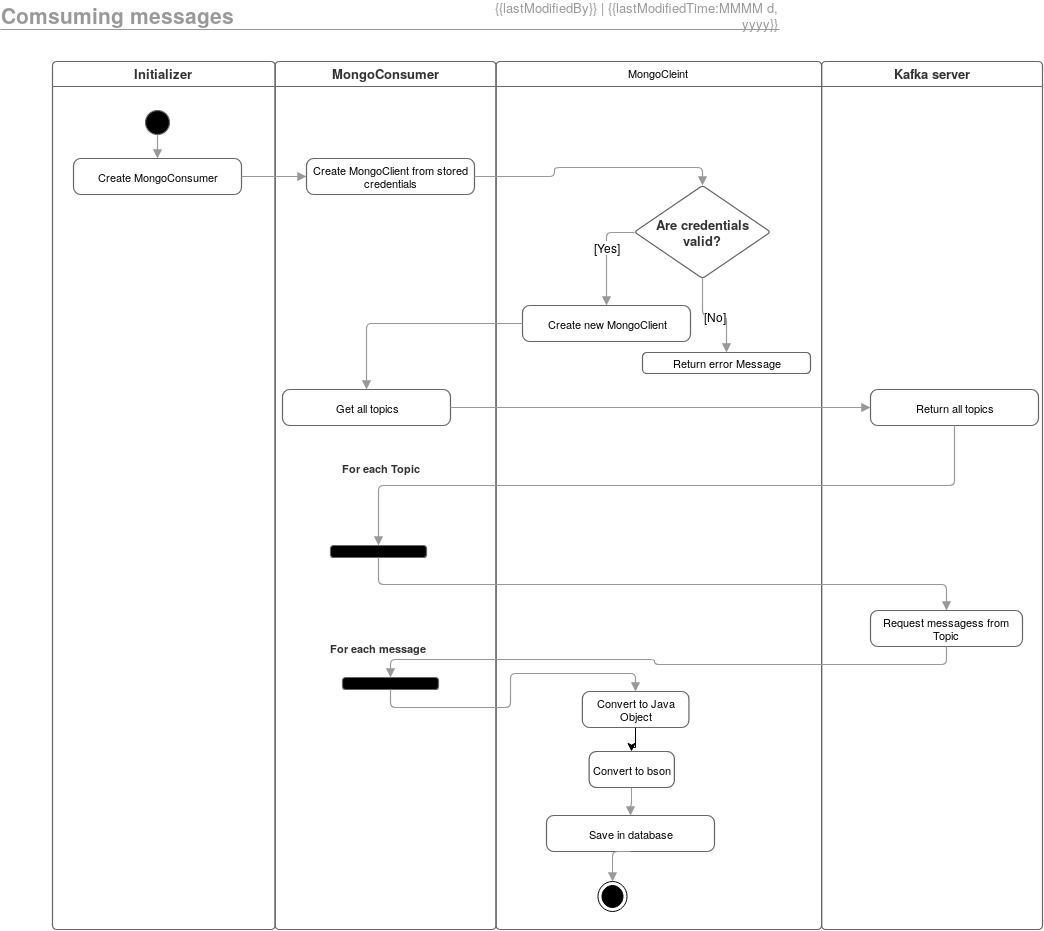 Comsuming messages
{{lastModifiedBy}} | {{lastModifiedTime:MMMM d,
yyyy}}
Initializer
MongoConsumer
MongoCleint
Kafka server
Create MongoConsumer
Create MongoClient from stored
credentials
Are credentials
valid?
[Yes]
[No]
Create new MongoClient
Return error Message
Get all topics
Return all topics
For each Topic
Request messagess from
Topic
For each message
Convert to Java
Object
Convert to bson
Save in database